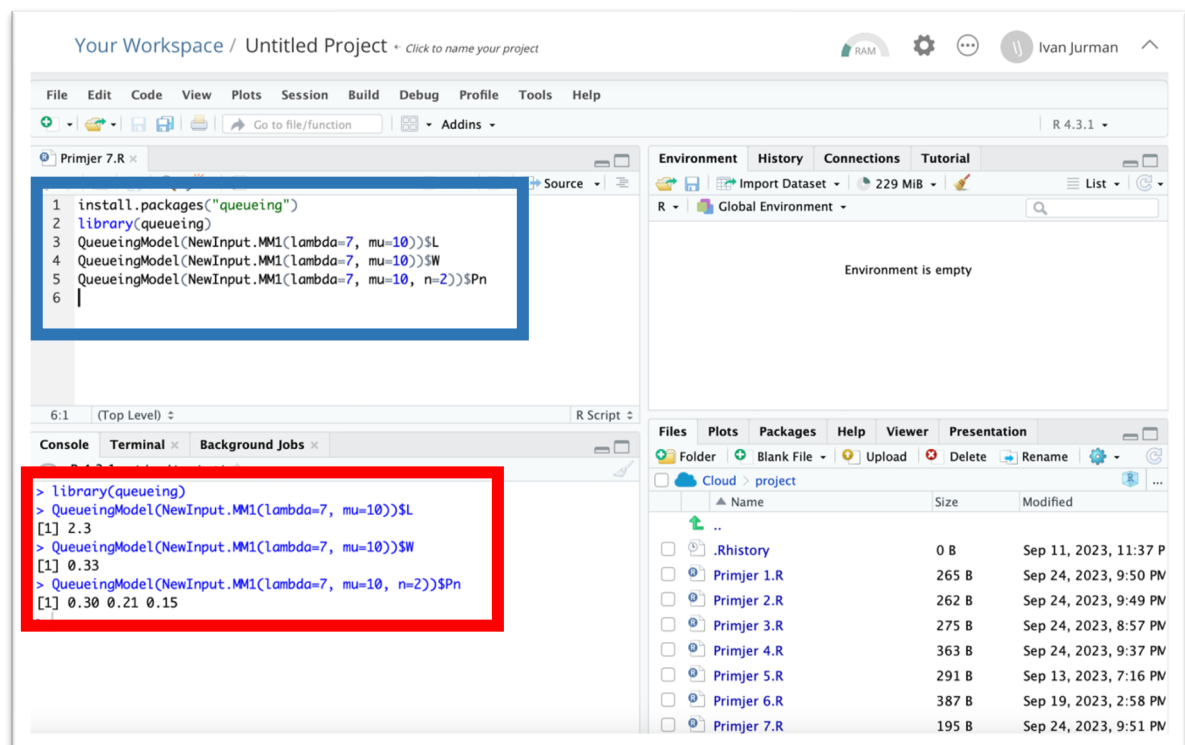 Your Workspace / Untitled Project ← Click to name your project
RAM
IJ Ivan Jurman
File Edit Code View Plots Session Build Debug Profile Tools Help
Go to file/function Addins R 4.3.1
Primjer 7.R
Source
1 install.packages("queueing")
2 library(queueing)
3 QueueingModel(NewInput.MM1(lambda=7, mu=10))$L
4 QueueingModel(NewInput.MM1(lambda=7, mu=10))$W
5 QueueingModel(NewInput.MM1(lambda=7, mu=10, n=2))$Pn
6
6:1 (Top Level) R Script
Console Terminal Background Jobs
> library(queueing)
> QueueingModel(NewInput.MM1(lambda=7, mu=10))$L
[1] 2.3
> QueueingModel(NewInput.MM1(lambda=7, mu=10))$W
[1] 0.33
> QueueingModel(NewInput.MM1(lambda=7, mu=10, n=2))$Pn
[1] 0.30 0.21 0.15
Environment History Connections Tutorial
Import Dataset 229 MiB List
R Global Environment
Environment is empty
Files Plots Packages Help Viewer Presentation
Folder Blank File Upload Delete Rename
Cloud > project R ...
Name Size Modified
..
.Rhistory 0 B Sep 11, 2023, 11:37 P
Primjer 1.R 265 B Sep 24, 2023, 9:50 PM
Primjer 2.R 262 B Sep 24, 2023, 9:49 PM
Primjer 3.R 275 B Sep 24, 2023, 8:57 PM
Primjer 4.R 363 B Sep 24, 2023, 9:37 PM
Primjer 5.R 291 B Sep 13, 2023, 7:16 PM
Primjer 6.R 387 B Sep 19, 2023, 2:58 PM
Primjer 7.R 195 B Sep 24, 2023, 9:51 PM